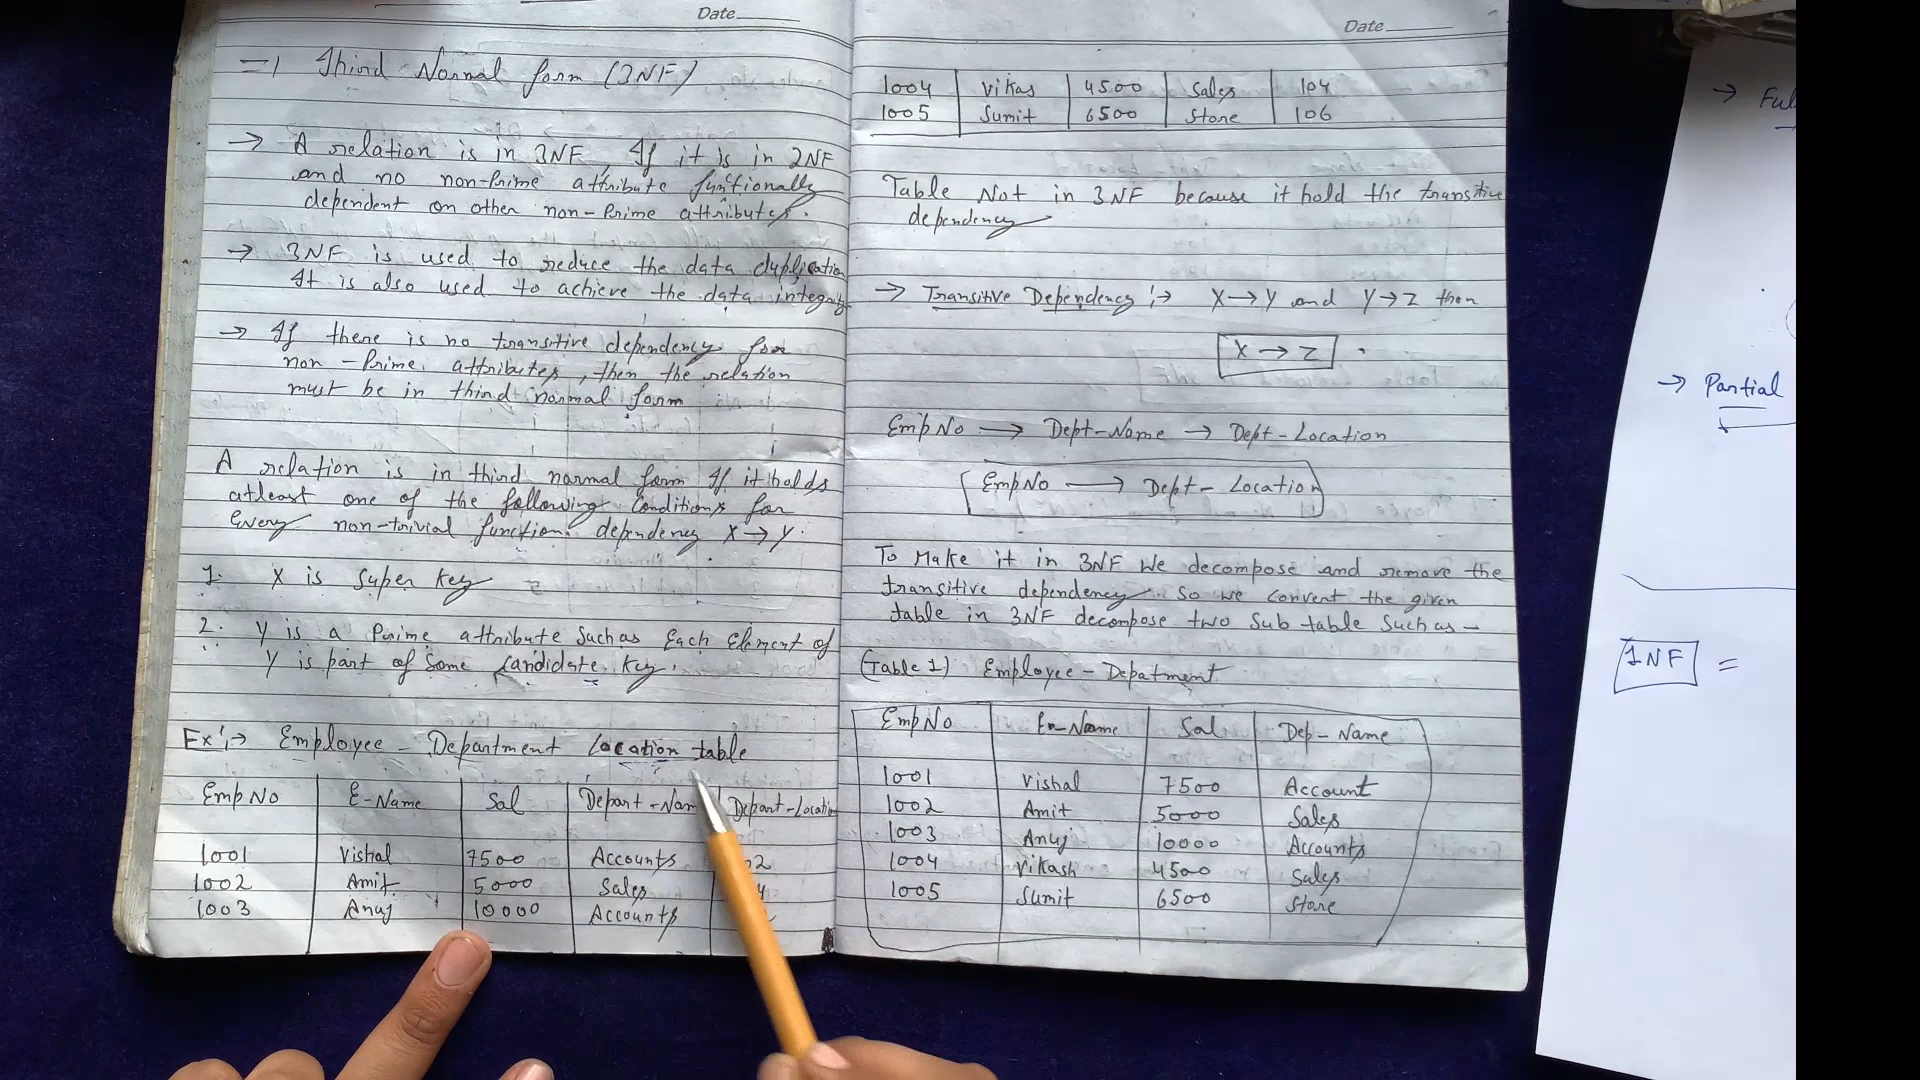 Date
=) Third Normal form (3NF)
→ A relation is in 3NF, If it is in 2NF
and no non-Prime attribute functionally
dependent on other non-Prime attributes.
→ 3NF is used to reduce the data duplication
It is also used to achieve the data integrity
→ If there is no transitive dependency for
non-Prime attributes, then the relation
must be in third normal form
A relation is in third normal form If it holds
atleast one of the following Conditions for
Every non-trivial function dependency X→Y.
1. X is Super Key
2. Y is a Prime attribute Such as Each Element of
Y is part of Some Candidate Key.
Ex:→ Employee-Department Location table
Emp No E-Name Sal Depart-Nam Depart-Location
1001 Vishal 7500 Accounts 2
1002 Amit 5000 Sales 4
1003 Anuj 10000 Accounts
Date
1004 Vikas 4500 Sales 104
1005 Sumit 6500 Store 106
Table Not in 3NF because it hold the transitive
dependency
→ Transitive Dependency:→ X→Y and Y→Z then
X→Z .
Emp No → Dept-Name → Dept-Location
Emp No → Dept-Location
To Make it in 3NF We decompose and remove the
transitive dependency. So we convert the given
table in 3NF decompose two Sub table Such as-
(Table 1) Employee-Depatment
Emp No En-Name Sal Dep-Name
1001 Vishal 7500 Account
1002 Amit 5000 Sales
1003 Anuj 10000 Accounts
1004 Vikash 4500 Sales
1005 Sumit 6500 Store
→ Ful
→ Partial
1NF =